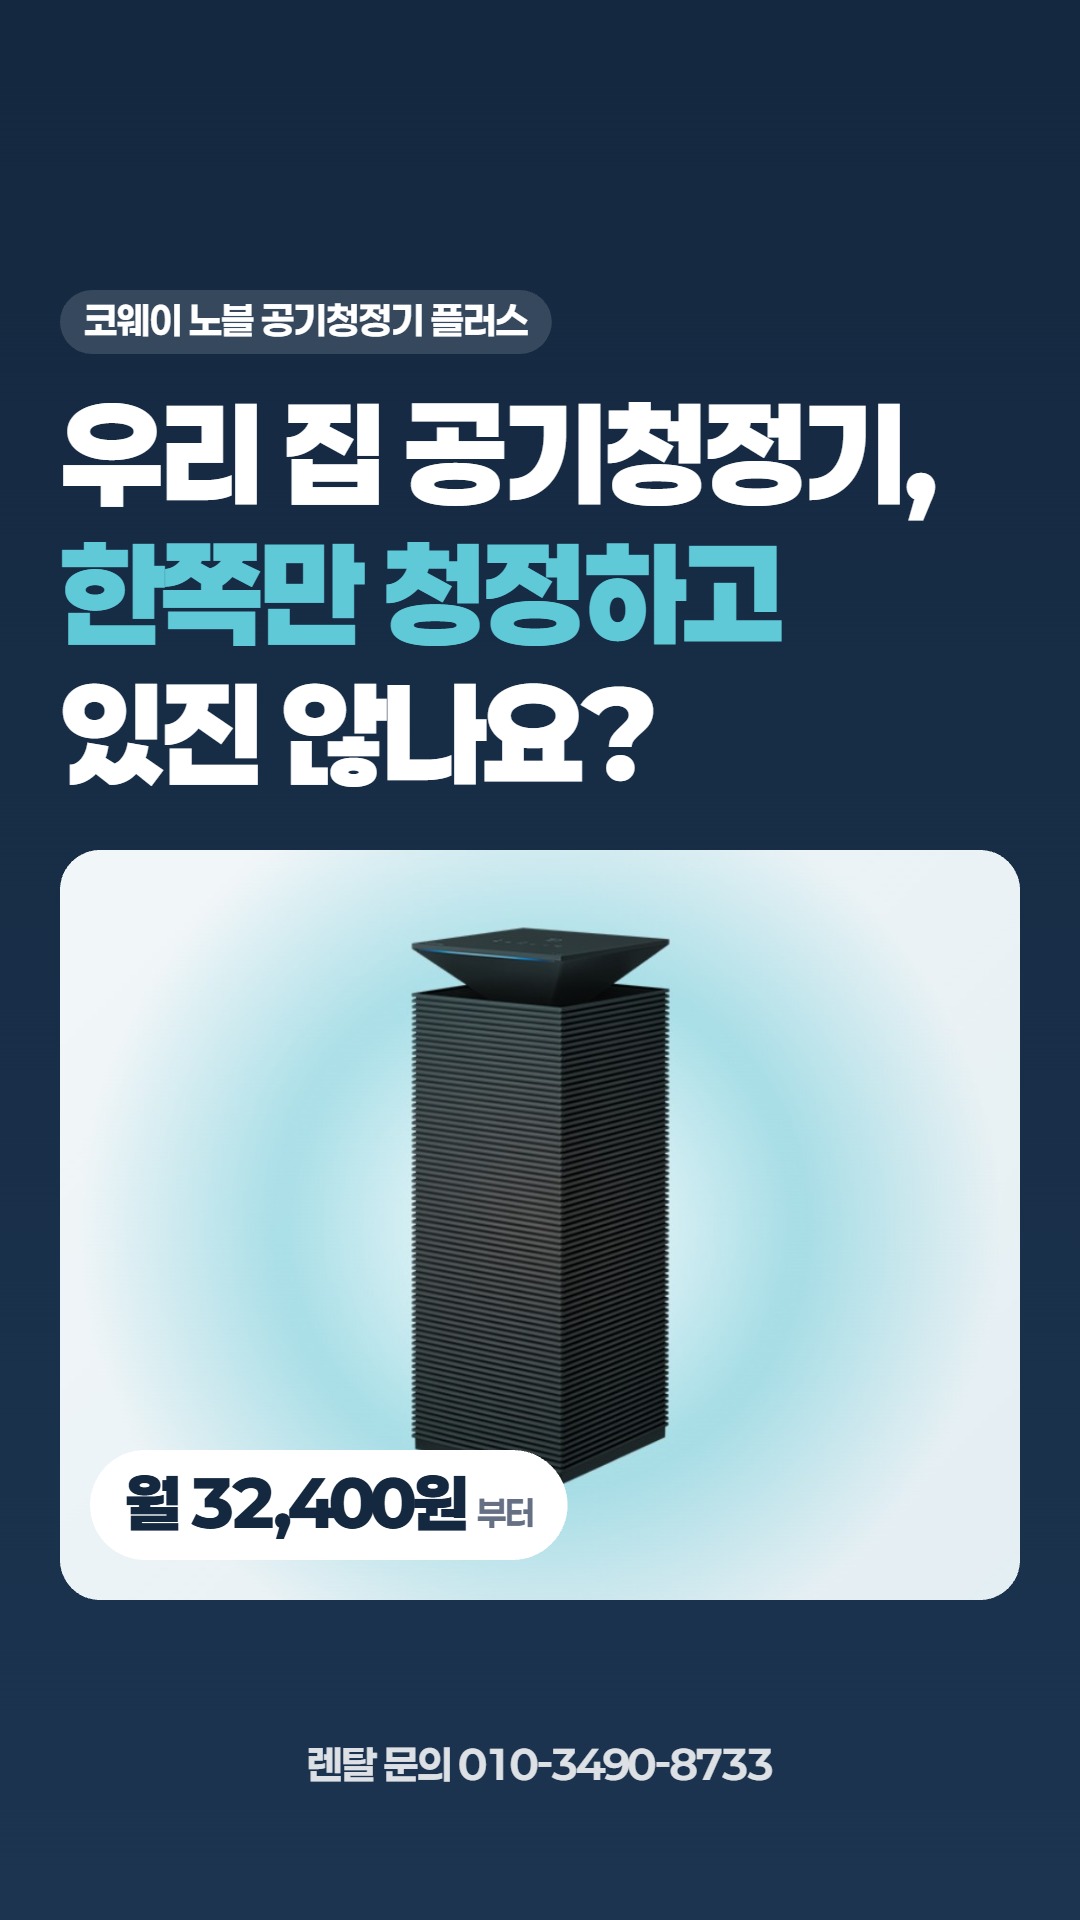 코웨이 노블 공기청정기 플러스
우리 집 공기청정기,
한쪽만 청정하고
있진 않나요?
월 32,400원 부터
렌탈 문의 010-3490-8733